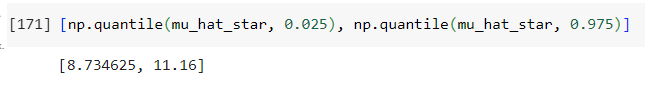 [171] [np.quantile(mu_hat_star, 0.025), np.quantile(mu_hat_star, 0.975)]
[8.734625, 11.16]